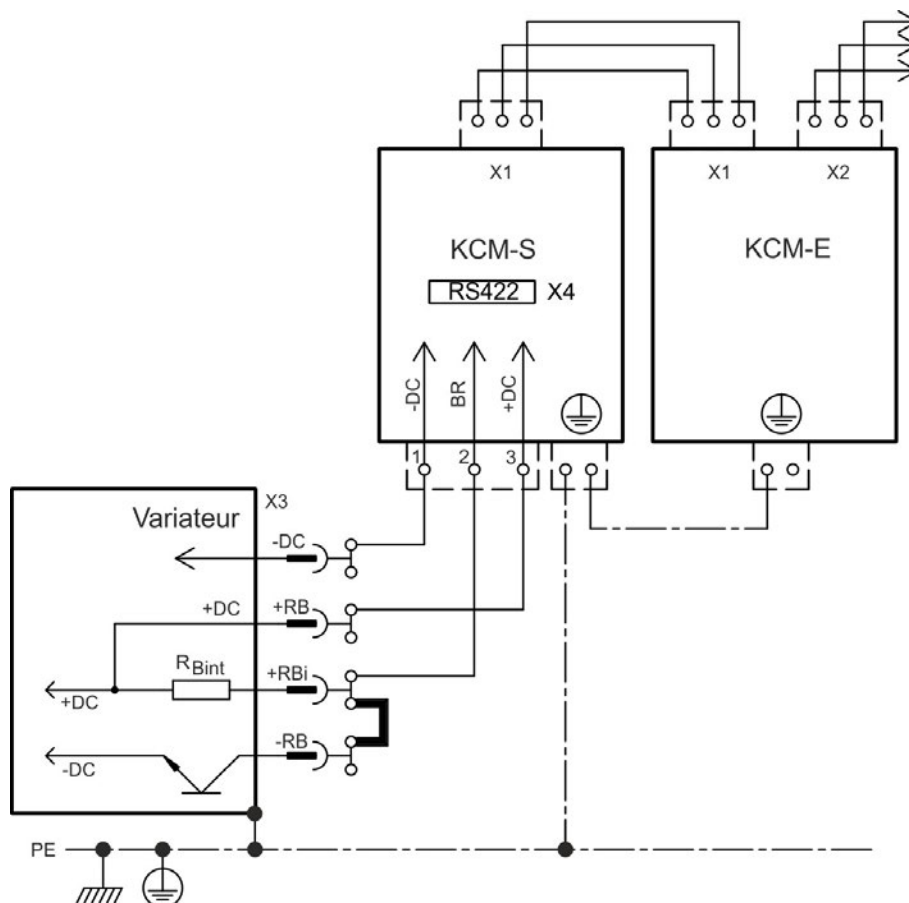 X1
X1
X2
KCM-S
KCM-E
RS422
X4
-DC
BR
+DC
1
2
3
X3
Variateur
-DC
+DC
+RB
RBint
+RBi
+DC
-RB
-DC
PE